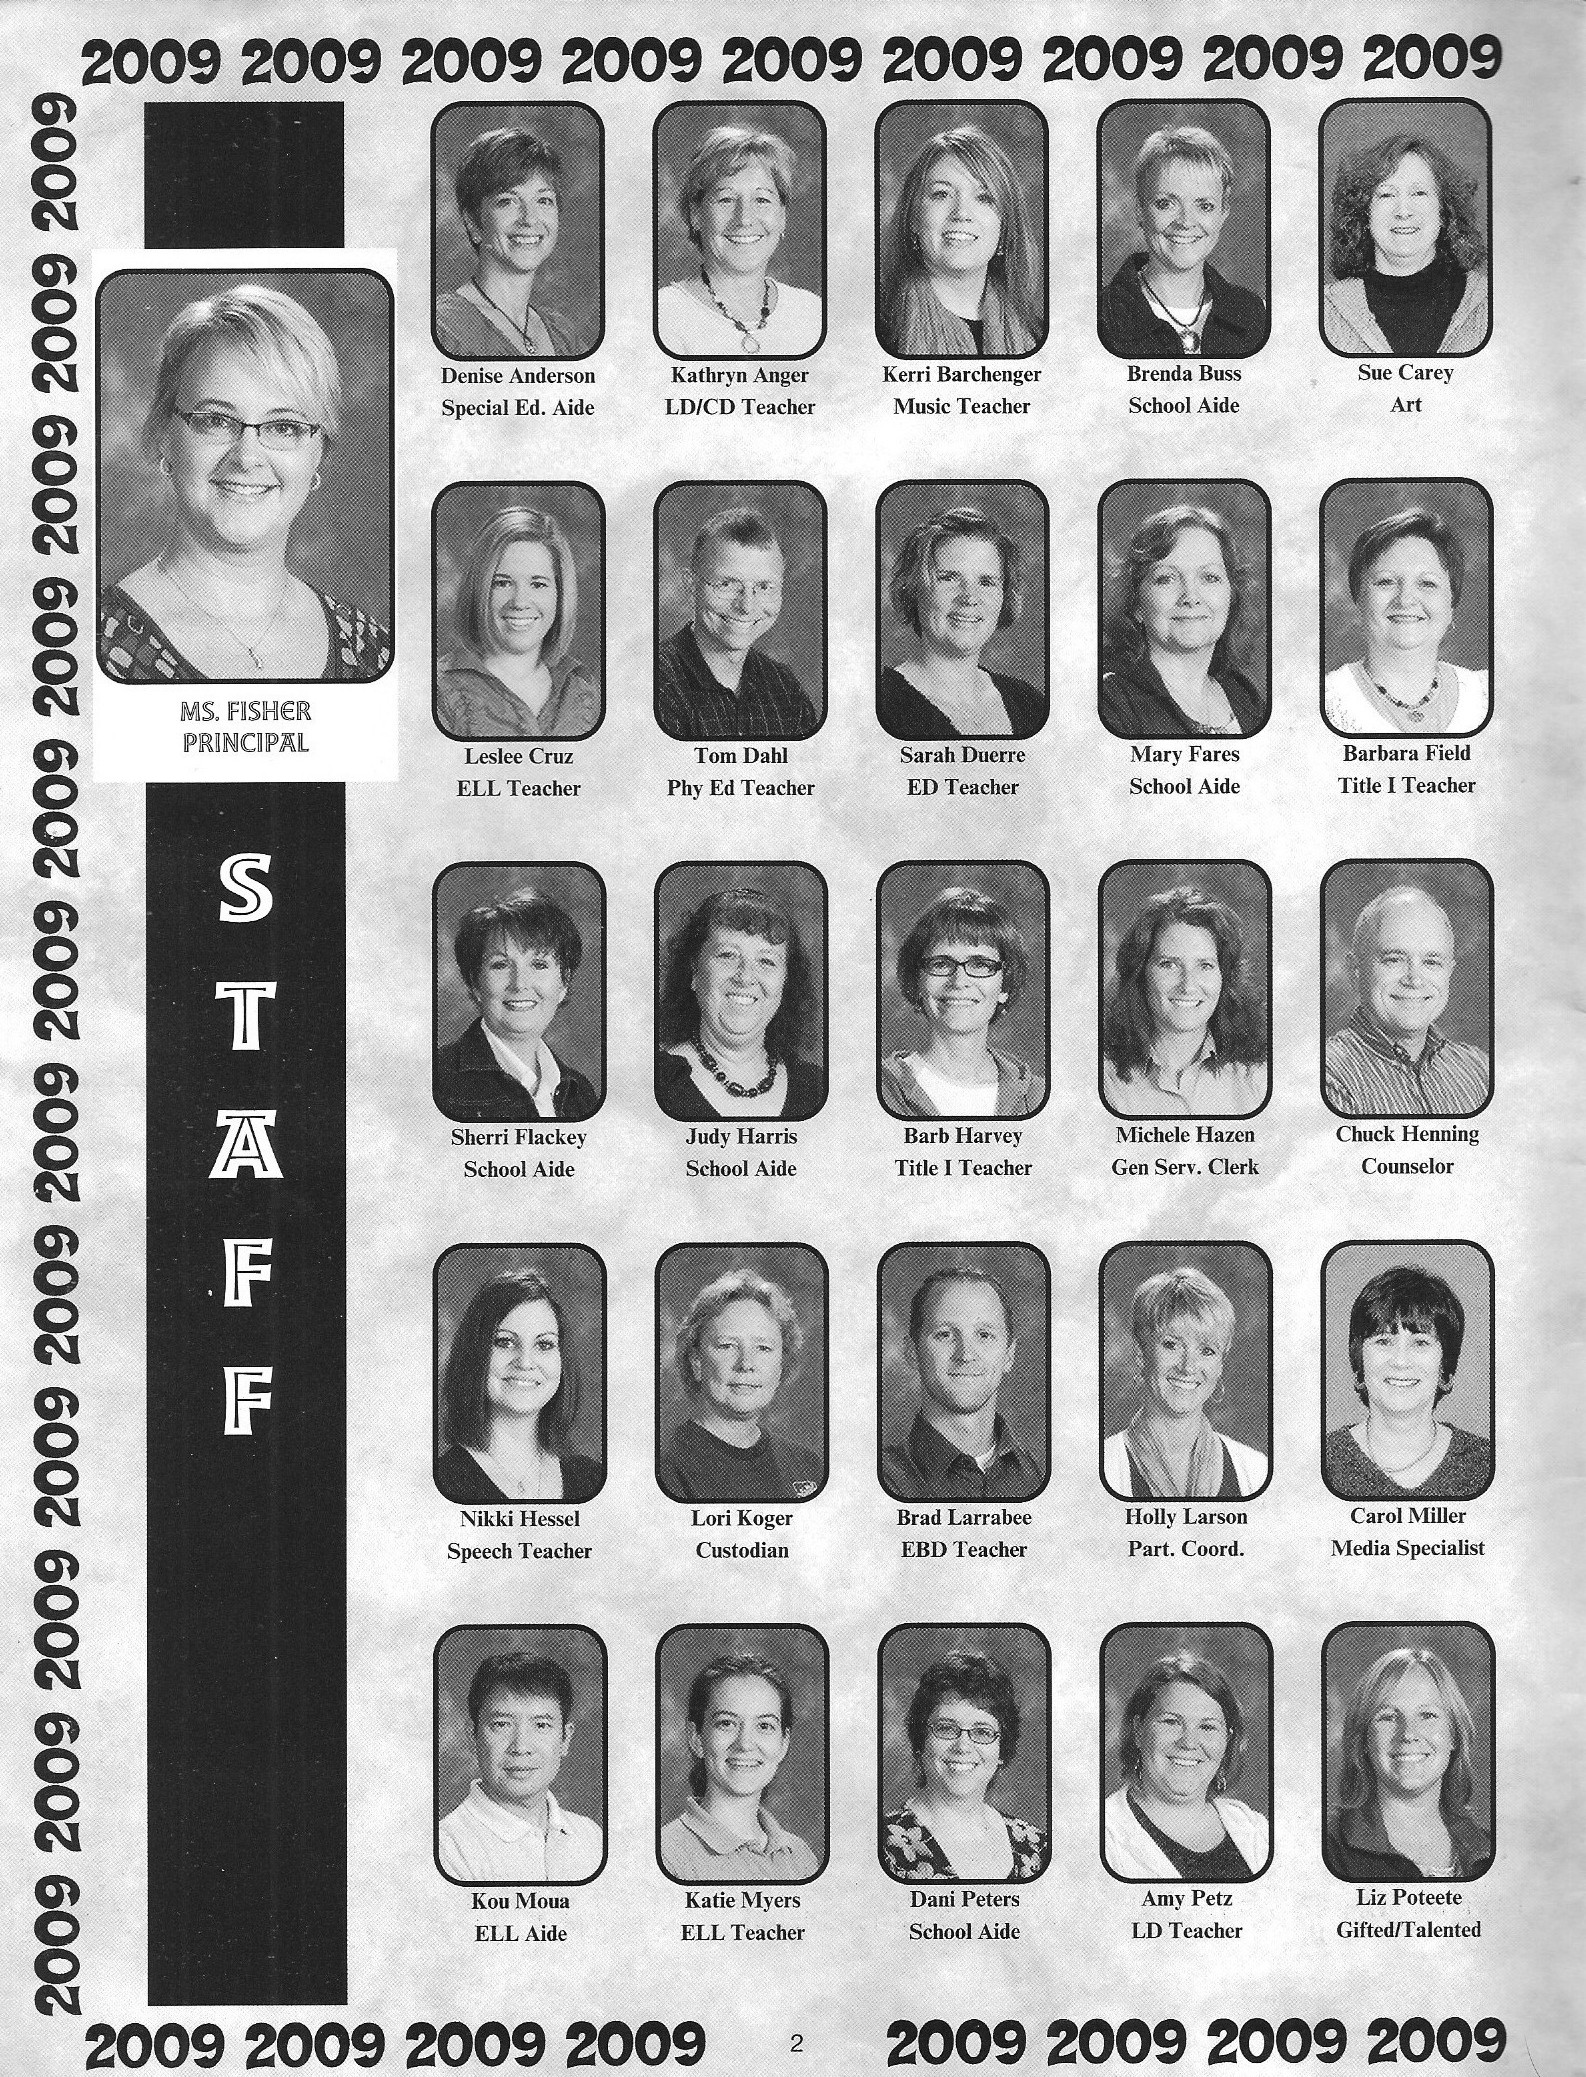 2009 2009 2009 2009 2009 2009 2009 2009 2009
2009 2009 2009 2009 2009 2009 2009 2009 2009 2009 2009 2009
MS. FISHER
PRINCIPAL
STAFF
Denise Anderson
Special Ed. Aide
Kathryn Anger
LD/CD Teacher
Kerri Barchenger
Music Teacher
Brenda Buss
School Aide
Sue Carey
Art
Leslee Cruz
ELL Teacher
Tom Dahl
Phy Ed Teacher
Sarah Duerre
ED Teacher
Mary Fares
School Aide
Barbara Field
Title I Teacher
Sherri Flackey
School Aide
Judy Harris
School Aide
Barb Harvey
Title I Teacher
Michele Hazen
Gen Serv. Clerk
Chuck Henning
Counselor
Nikki Hessel
Speech Teacher
Lori Koger
Custodian
Brad Larrabee
EBD Teacher
Holly Larson
Part. Coord.
Carol Miller
Media Specialist
Kou Moua
ELL Aide
Katie Myers
ELL Teacher
Dani Peters
School Aide
Amy Petz
LD Teacher
Liz Poteete
Gifted/Talented
2009 2009 2009 2009 2 2009 2009 2009 2009